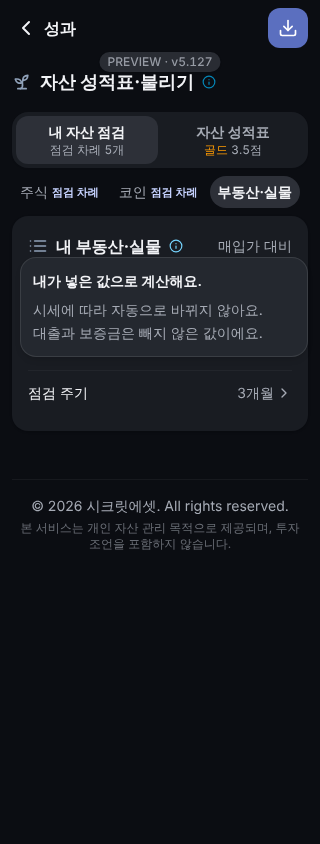 성과
PREVIEW · v5.127
자산 성적표·불리기
내 자산 점검
점검 차례 5개
자산 성적표
골드 3.5점
주식 점검 차례
코인 점검 차례
부동산·실물
내 부동산·실물
매입가 대비
내가 넣은 값으로 계산해요.
시세에 따라 자동으로 바뀌지 않아요.
대출과 보증금은 빼지 않은 값이에요.
점검 주기
3개월
© 2026 시크릿에셋. All rights reserved.
본 서비스는 개인 자산 관리 목적으로 제공되며, 투자
조언을 포함하지 않습니다.